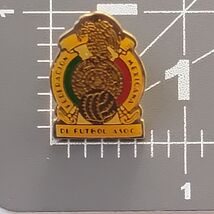 1
FEDERACION
MEXICANA
DE FUTBOL ASOC.
1